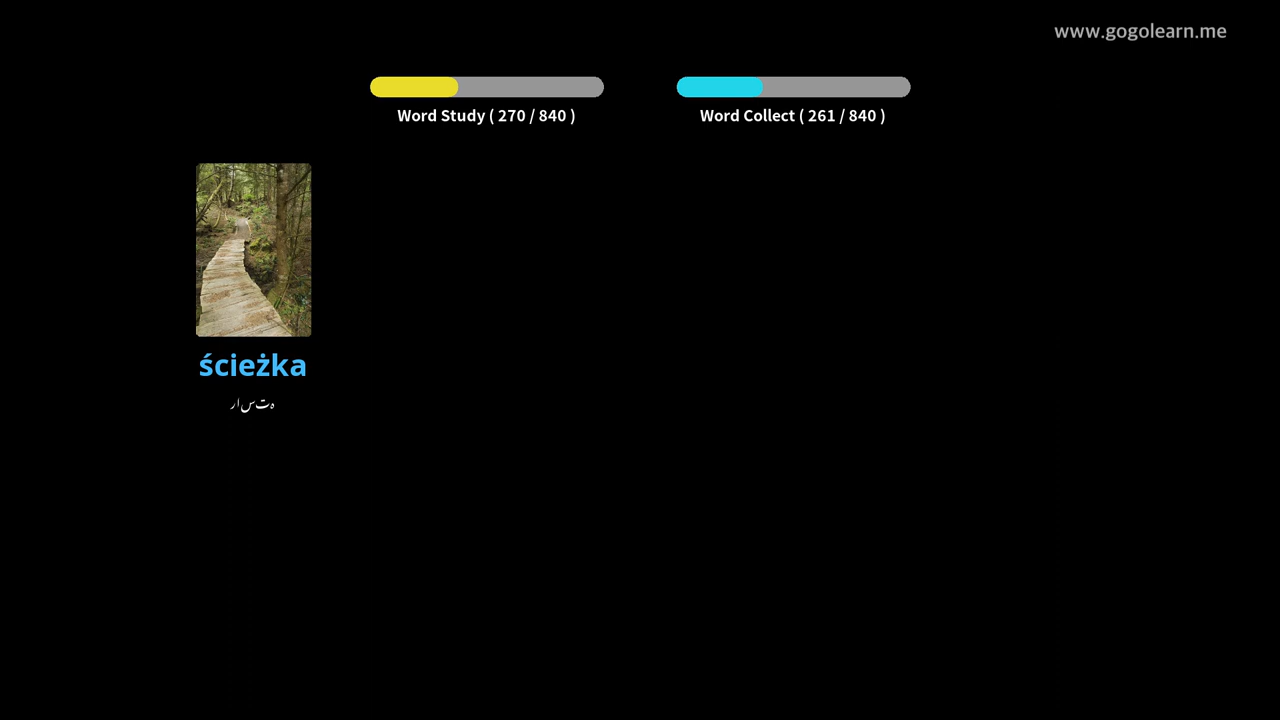 www.gogolearn.me
Word Study ( 270 / 840 )
Word Collect ( 261 / 840 )
ścieżka
راستہ